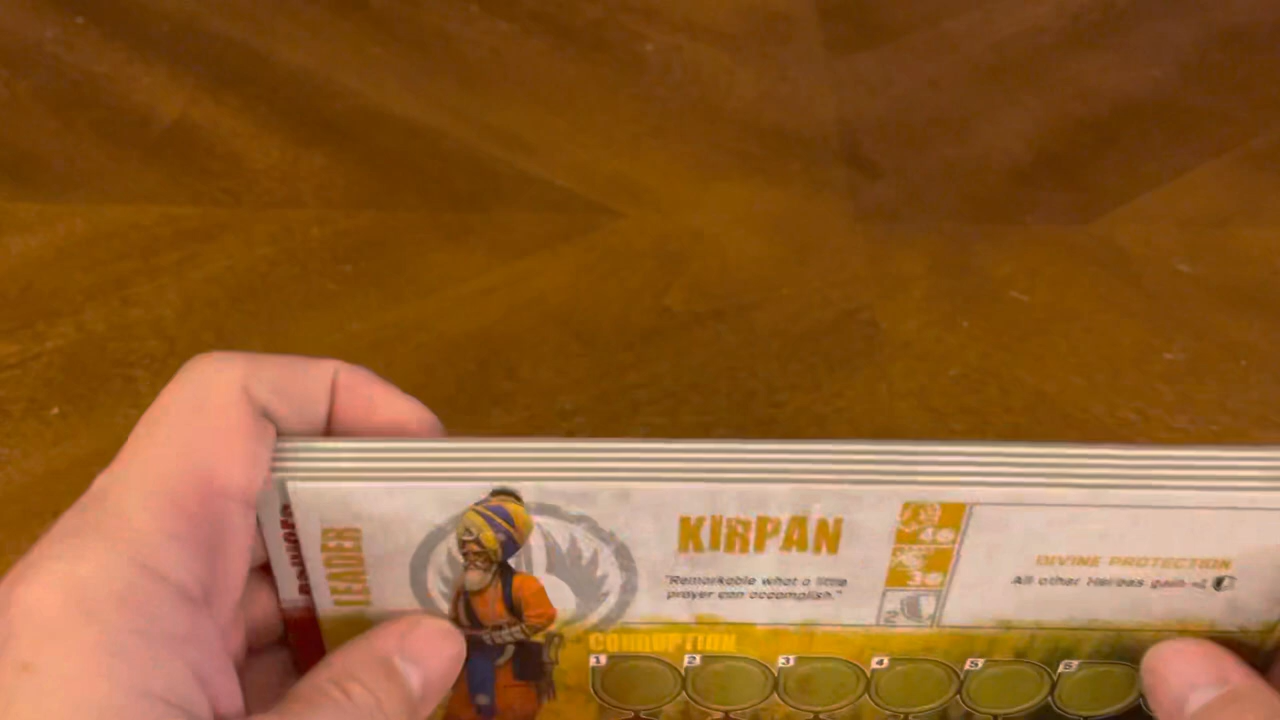 LEADER
KIRPAN
"Remarkable what a little
prayer can accomplish."
DIVINE PROTECTION
All other Heroes gain +1
CORRUPTION
1 2 3 4 5 6